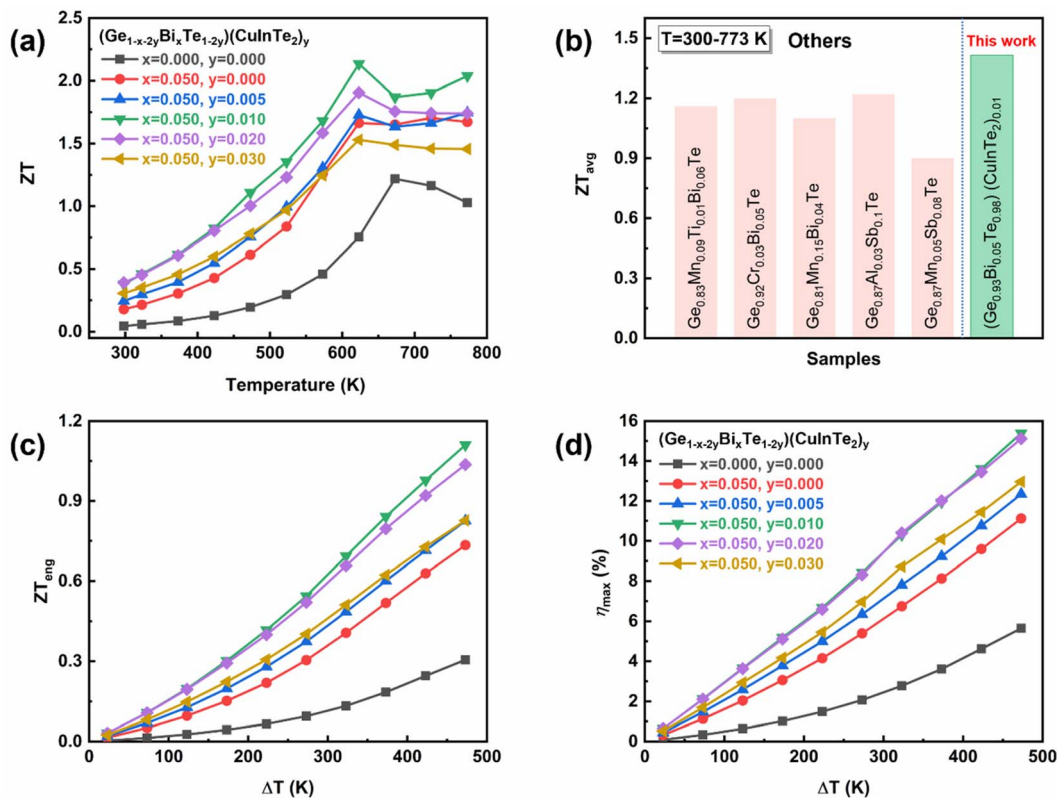 (a)
(Ge1-x-2yBixTe1-2y)(CuInTe2)y
x=0.000, y=0.000
x=0.050, y=0.000
x=0.050, y=0.005
x=0.050, y=0.010
x=0.050, y=0.020
x=0.050, y=0.030
2.5
2.0
1.5
1.0
0.5
0.0
ZT
300
400
500
600
700
800
Temperature (K)
(b)
T=300-773 K
Others
This work
1.5
1.2
0.9
0.6
0.3
0.0
ZTavg
Ge0.83Mn0.09Ti0.01Bi0.06Te
Ge0.92Cr0.03Bi0.05Te
Ge0.81Mn0.15Bi0.04Te
Ge0.87Al0.03Sb0.1Te
Ge0.87Mn0.05Sb0.08Te
(Ge0.93Bi0.05Te0.98) (CuInTe2)0.01
Samples
(c)
1.2
0.9
0.6
0.3
0.0
ZTeng
0
100
200
300
400
500
ΔT (K)
(d)
(Ge1-x-2yBixTe1-2y)(CuInTe2)y
x=0.000, y=0.000
x=0.050, y=0.000
x=0.050, y=0.005
x=0.050, y=0.010
x=0.050, y=0.020
x=0.050, y=0.030
16
14
12
10
8
6
4
2
0
ηmax (%)
0
100
200
300
400
500
ΔT (K)